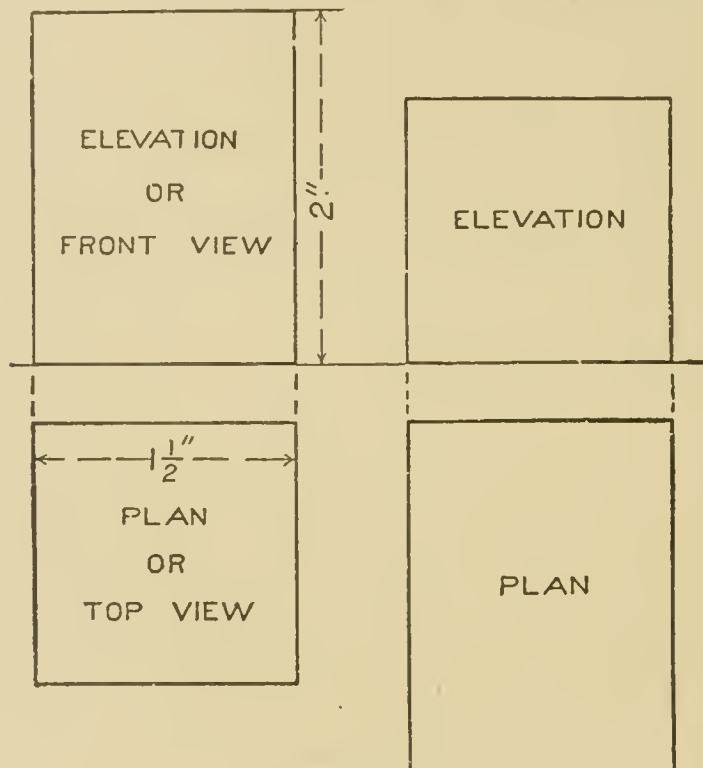 ELEVATION
OR
FRONT VIEW
2"
ELEVATION
1 1/2"
PLAN
OR
TOP VIEW
PLAN